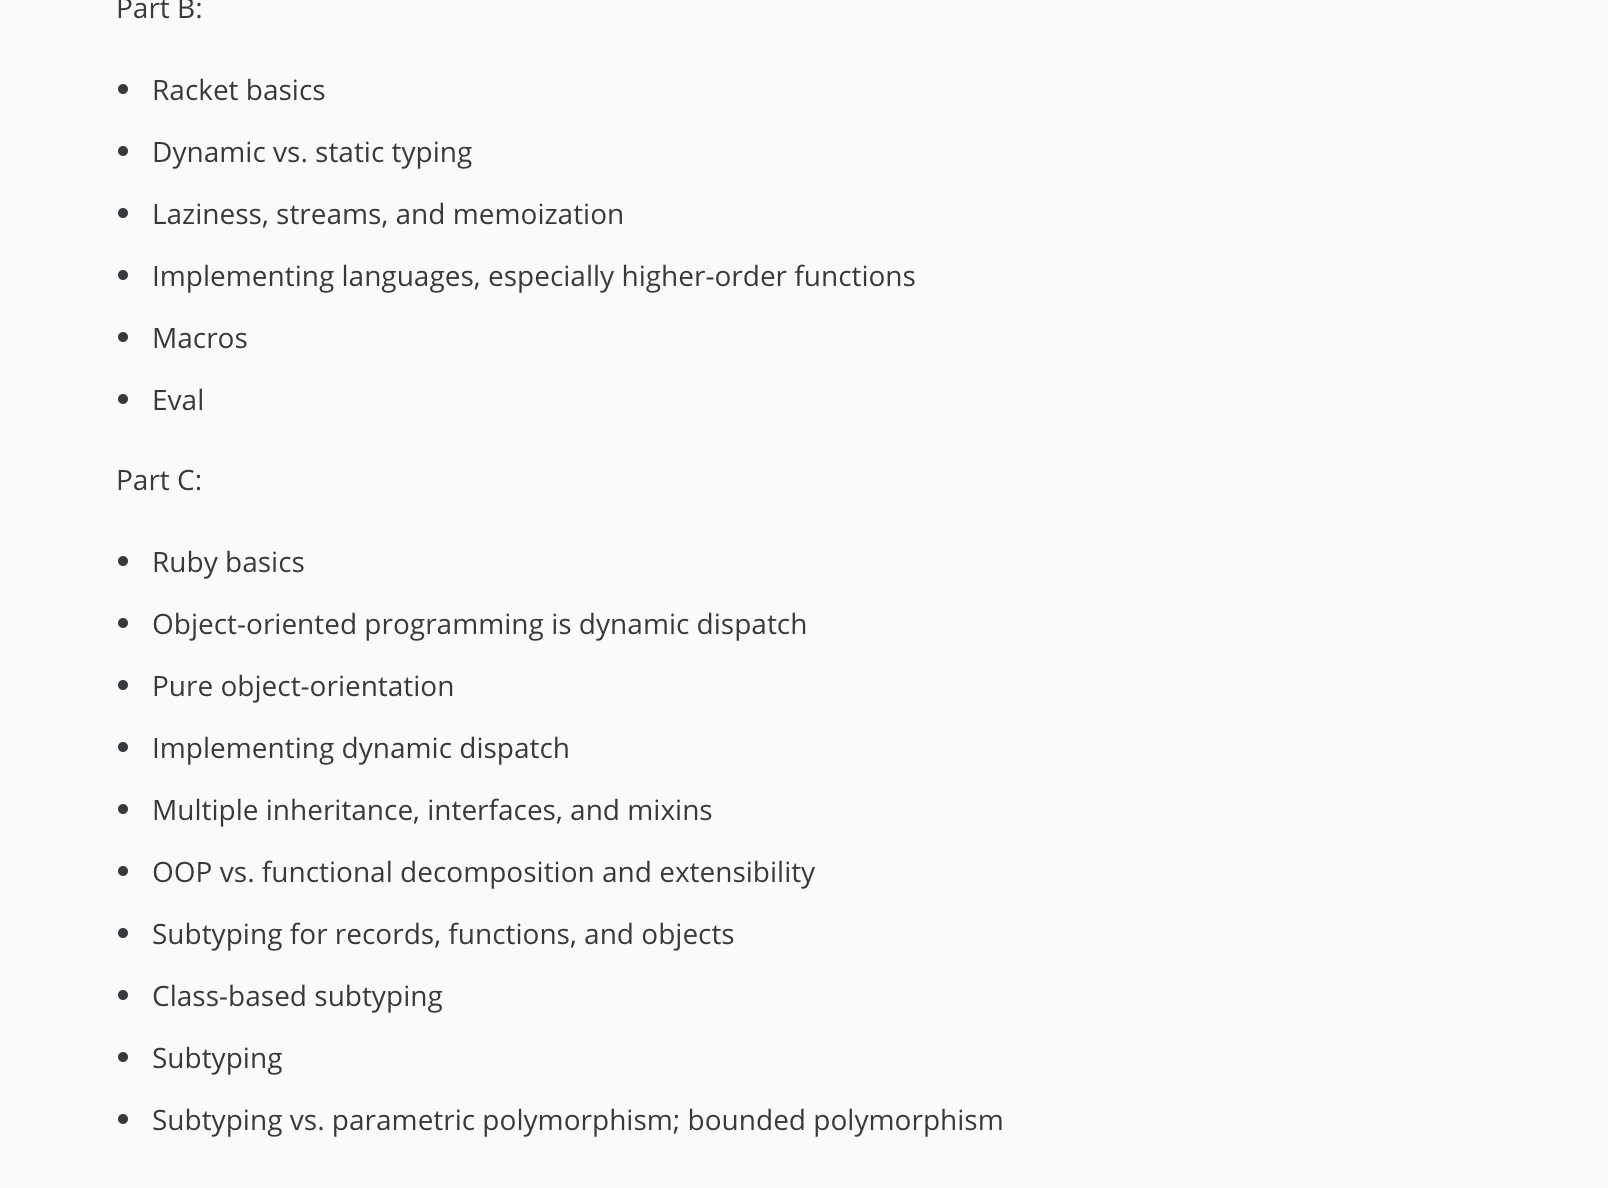 Part B:
• Racket basics
• Dynamic vs. static typing
• Laziness, streams, and memoization
• Implementing languages, especially higher-order functions
• Macros
• Eval
Part C:
• Ruby basics
• Object-oriented programming is dynamic dispatch
• Pure object-orientation
• Implementing dynamic dispatch
• Multiple inheritance, interfaces, and mixins
• OOP vs. functional decomposition and extensibility
• Subtyping for records, functions, and objects
• Class-based subtyping
• Subtyping
• Subtyping vs. parametric polymorphism; bounded polymorphism